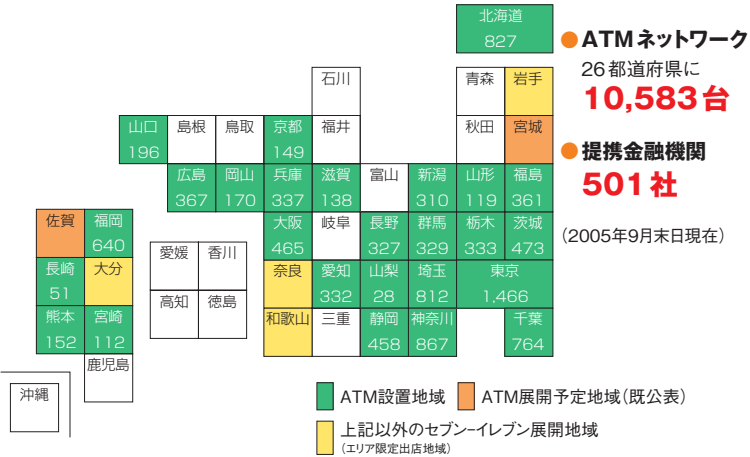 北海道
827
●ATMネットワーク
26都道府県に
10,583台
石川 青森 岩手
山口 島根 鳥取 京都 福井 秋田 宮城
196 149
●提携金融機関
501社
広島 岡山 兵庫 滋賀 富山 新潟 山形 福島
367 170 337 138 310 119 361
佐賀 福岡 大阪 岐阜 長野 群馬 栃木 茨城
640 465 327 329 333 473
(2005年9月末日現在)
長崎 大分 愛媛 香川 奈良 愛知 山梨 埼玉 東京
51 332 28 812 1,466
熊本 宮崎 高知 徳島 和歌山 三重 静岡 神奈川 千葉
152 112 458 867 764
鹿児島
沖縄
ATM設置地域 ATM展開予定地域(既公表)
上記以外のセブン-イレブン展開地域
(エリア限定出店地域)